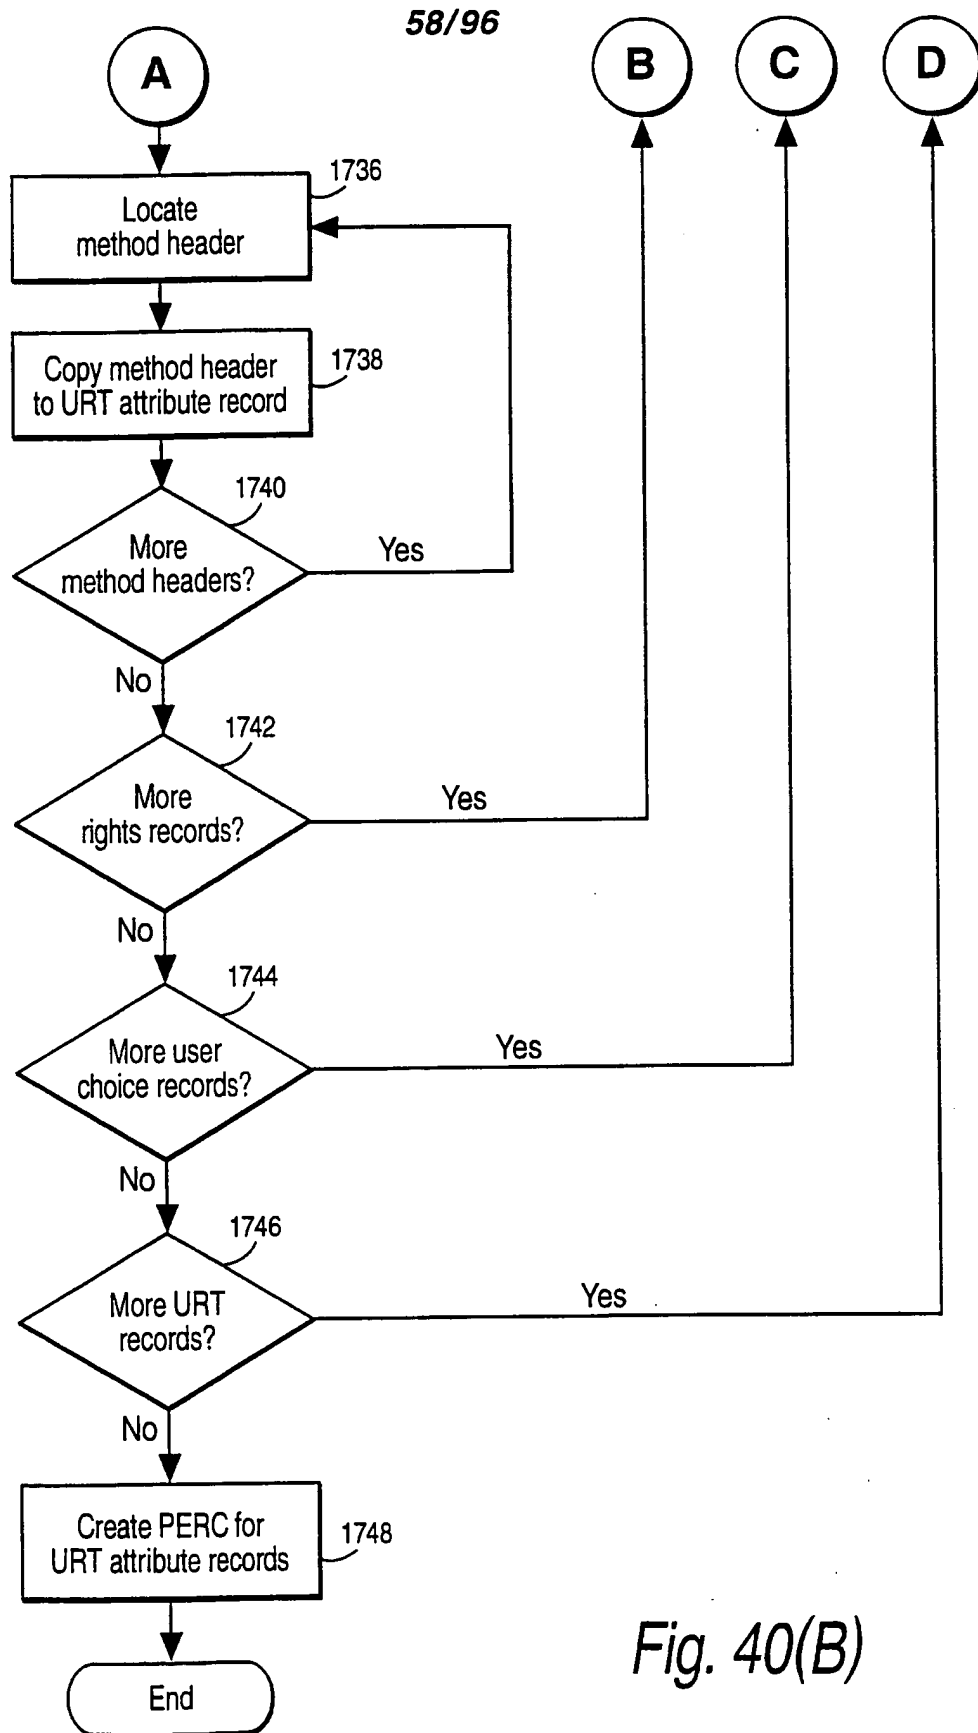 58/96
A
B
C
D
1736
Locate
method header
1738
Copy method header
to URT attribute record
1740
More
method headers?
Yes
No
1742
More
rights records?
Yes
No
1744
More user
choice records?
Yes
No
1746
More URT
records?
Yes
No
Create PERC for
URT attribute records
1748
End
Fig. 40(B)